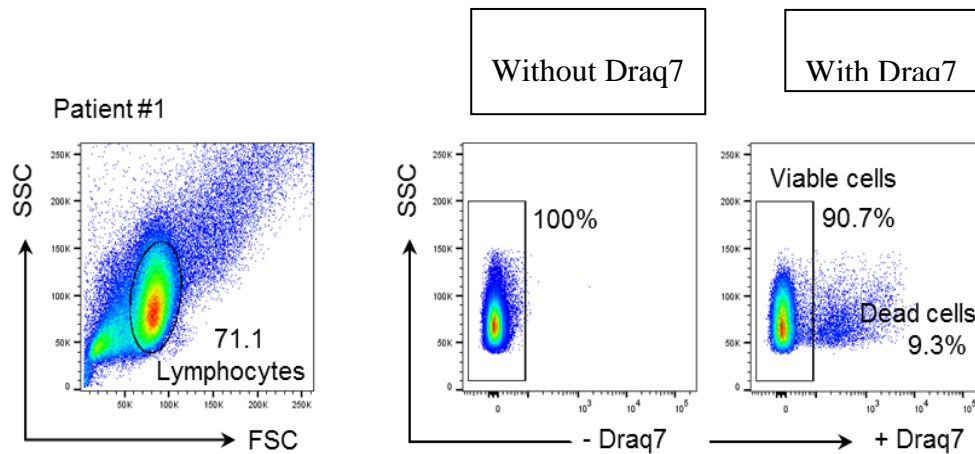 Without Draq7
With Draq7
Patient #1
SSC
250K
200K
150K
100K
50K
0
50K
100K
150K
200K
250K
71.1
Lymphocytes
FSC
SSC
250K
200K
150K
100K
50K
0
0
10³
10⁴
10⁵
100%
- Draq7
250K
200K
150K
100K
50K
0
0
10³
10⁴
10⁵
Viable cells
90.7%
Dead cells
9.3%
+ Draq7